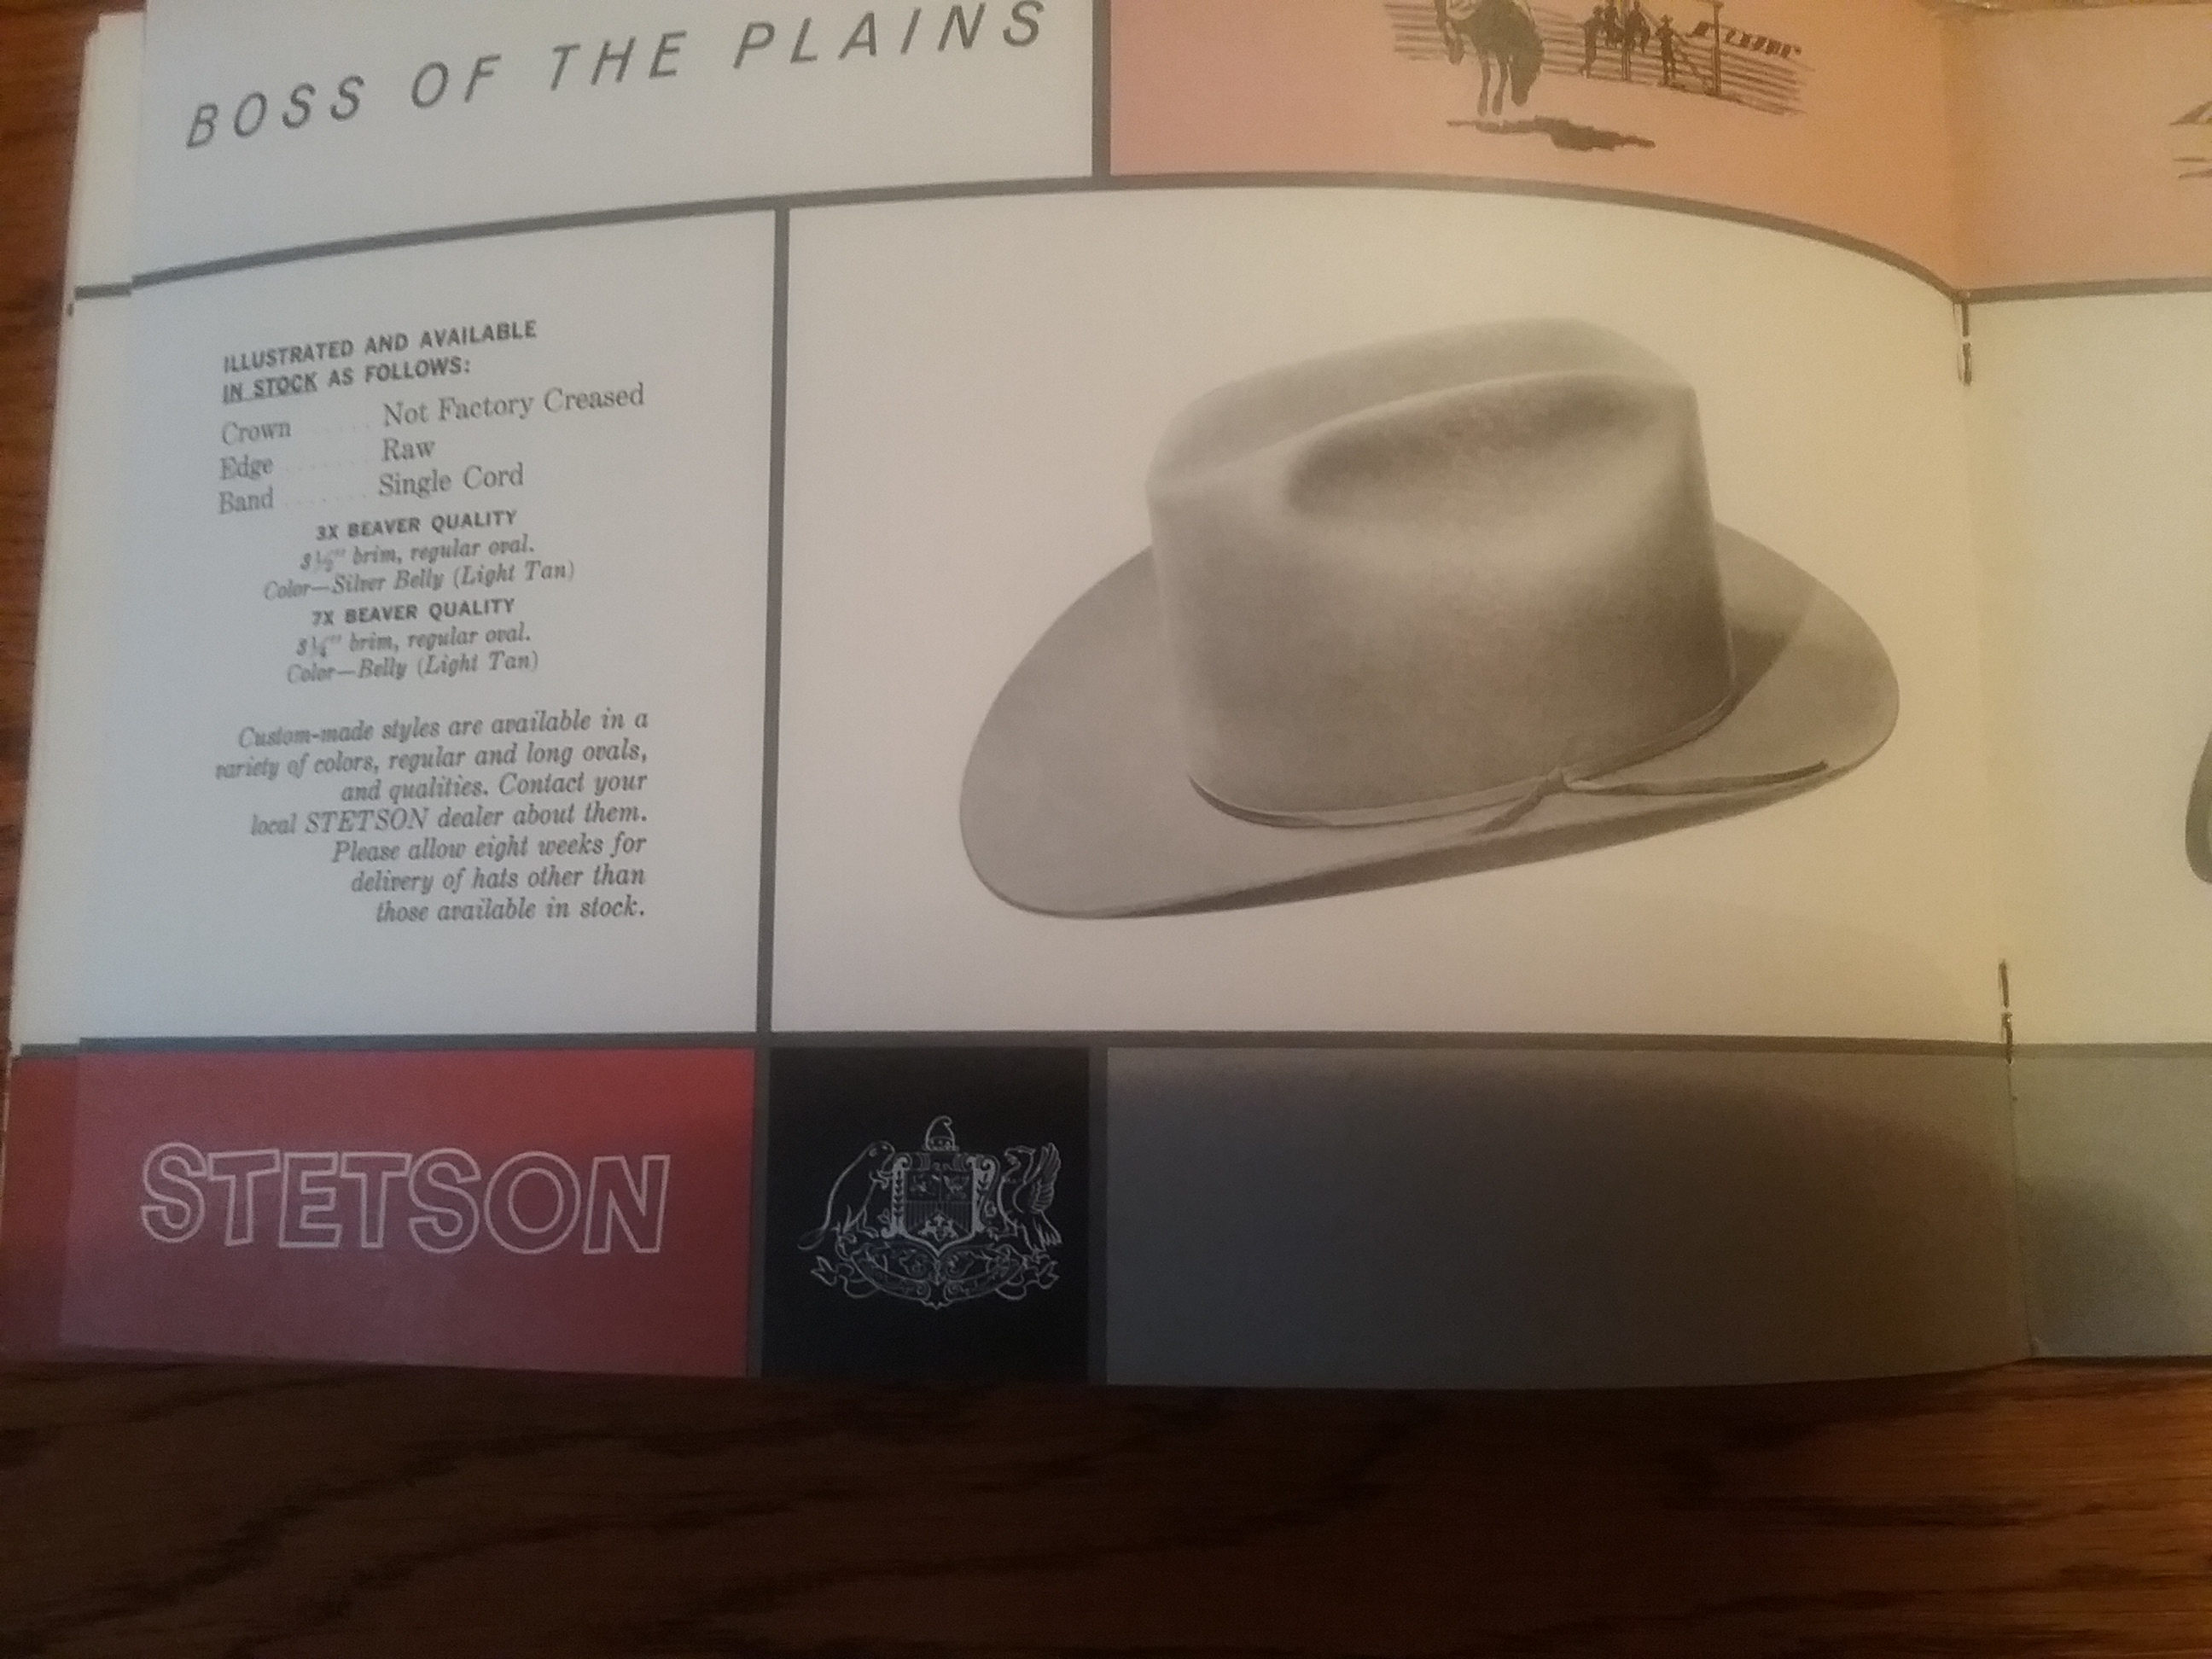 BOSS OF THE PLAINS
ILLUSTRATED AND AVAILABLE
IN STOCK AS FOLLOWS:
Crown ..... Not Factory Creased
Edge ....... Raw
Band ....... Single Cord
3X BEAVER QUALITY
3½" brim, regular oval.
Color—Silver Belly (Light Tan)
7X BEAVER QUALITY
3¼" brim, regular oval.
Color—Belly (Light Tan)
Custom-made styles are available in a
variety of colors, regular and long ovals,
and qualities. Contact your
local STETSON dealer about them.
Please allow eight weeks for
delivery of hats other than
those available in stock.
STETSON